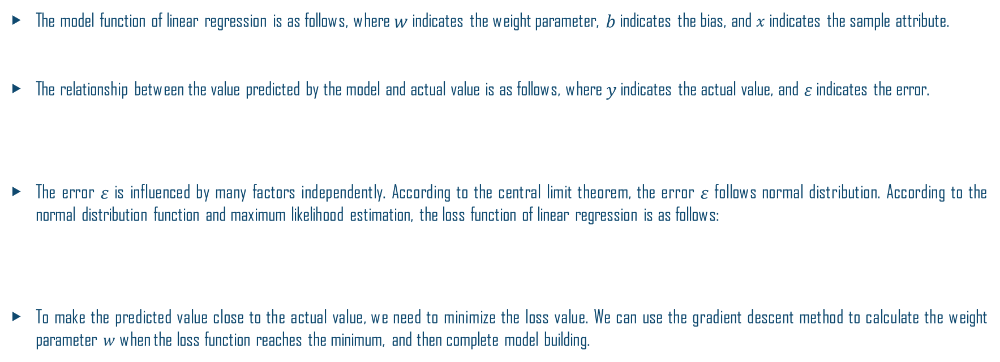 ▶ The model function of linear regression is as follows, where w indicates the weight parameter, b indicates the bias, and x indicates the sample attribute.
▶ The relationship between the value predicted by the model and actual value is as follows, where y indicates the actual value, and ε indicates the error.
▶ The error ε is influenced by many factors independently. According to the central limit theorem, the error ε follows normal distribution. According to the
normal distribution function and maximum likelihood estimation, the loss function of linear regression is as follows:
▶ To make the predicted value close to the actual value, we need to minimize the loss value. We can use the gradient descent method to calculate the weight
parameter w when the loss function reaches the minimum, and then complete model building.